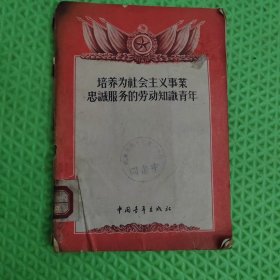 培养为社会主义事業
忠誠服务的劳动知識青年
中国青年出版社